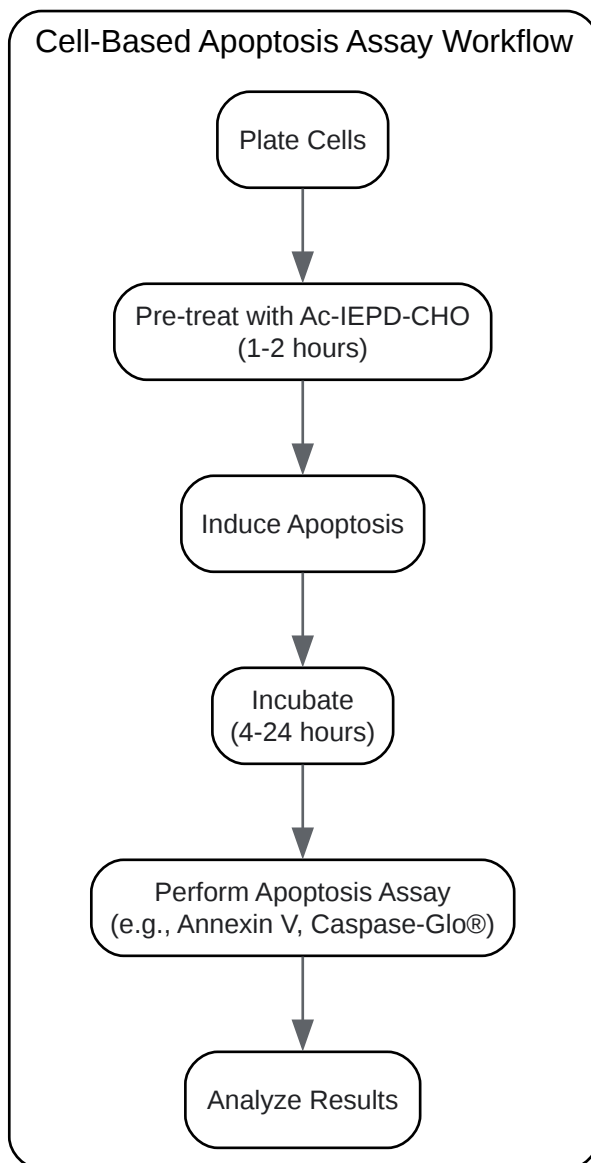 Cell-Based Apoptosis Assay Workflow
Plate Cells
Pre-treat with Ac-IEPD-CHO
(1-2 hours)
Induce Apoptosis
Incubate
(4-24 hours)
Perform Apoptosis Assay
(e.g., Annexin V, Caspase-Glo®)
Analyze Results